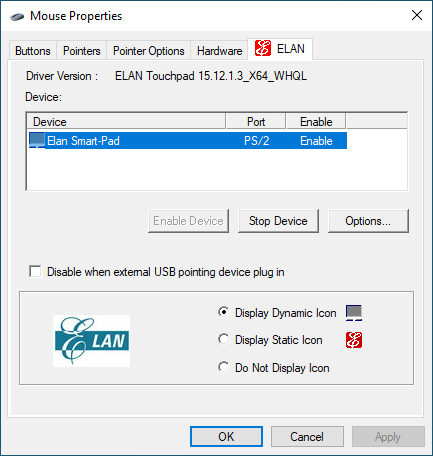 Mouse Properties
Buttons Pointers Pointer Options Hardware ELAN
Driver Version : ELAN Touchpad 15.12.1.3_X64_WHQL
Device:
Device Port Enable
Elan Smart-Pad PS/2 Enable
Enable Device Stop Device Options...
Disable when external USB pointing device plug in
ELAN
Display Dynamic Icon
Display Static Icon
Do Not Display Icon
OK Cancel Apply